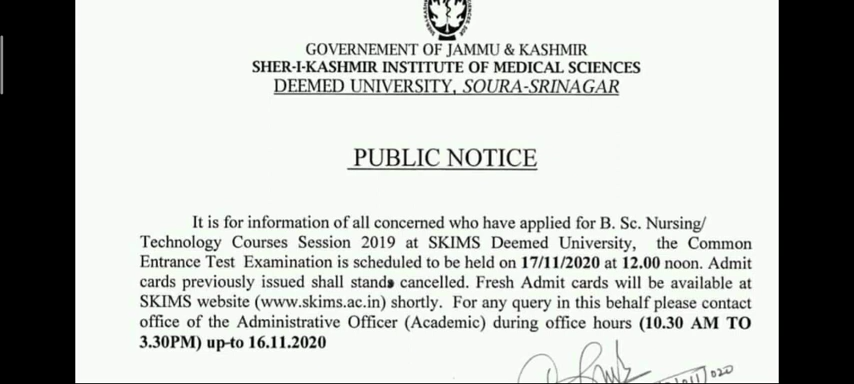 GOVERNEMENT OF JAMMU & KASHMIR
SHER-I-KASHMIR INSTITUTE OF MEDICAL SCIENCES
DEEMED UNIVERSITY, SOURA-SRINAGAR
PUBLIC NOTICE
It is for information of all concerned who have applied for B. Sc. Nursing/
Technology Courses Session 2019 at SKIMS Deemed University, the Common
Entrance Test Examination is scheduled to be held on 17/11/2020 at 12.00 noon. Admit
cards previously issued shall stands cancelled. Fresh Admit cards will be available at
SKIMS website (www.skims.ac.in) shortly. For any query in this behalf please contact
office of the Administrative Officer (Academic) during office hours (10.30 AM TO
3.30PM) up-to 16.11.2020